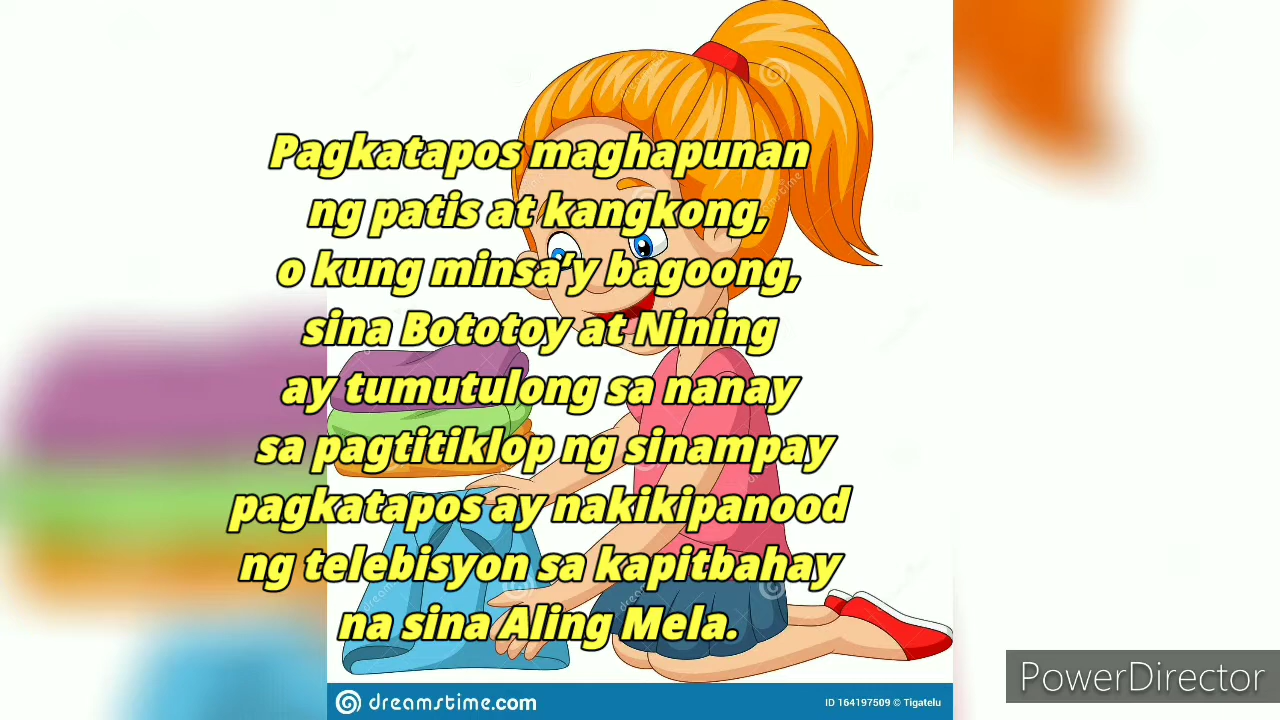 Pagkatapos maghapunan
ng patis at kangkong,
o kung minsa'y bagoong,
sina Bototoy at Nining
ay tumutulong sa nanay
sa pagtitiklop ng sinampay
pagkatapos ay nakikipanood
ng telebisyon sa kapitbahay
na sina Aling Mela.
PowerDirector
dreamstime.com
ID 164197509 © Tigatelu